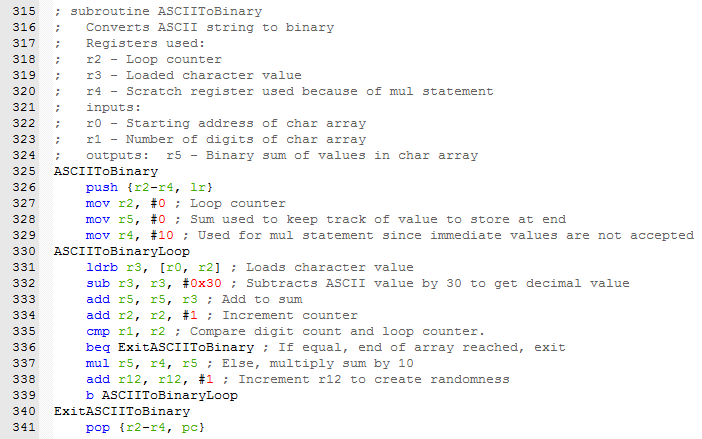 315 ; subroutine ASCIIToBinary
316 ;   Converts ASCII string to binary
317 ;   Registers used:
318 ;   r2 - Loop counter
319 ;   r3 - Loaded character value
320 ;   r4 - Scratch register used because of mul statement
321 ;   inputs:
322 ;   r0 - Starting address of char array
323 ;   r1 - Number of digits of char array
324 ;   outputs:  r5 - Binary sum of values in char array
325 ASCIIToBinary
326     push {r2-r4, lr}
327     mov r2, #0 ; Loop counter
328     mov r5, #0 ; Sum used to keep track of value to store at end
329     mov r4, #10 ; Used for mul statement since immediate values are not accepted
330 ASCIIToBinaryLoop
331     ldrb r3, [r0, r2] ; Loads character value
332     sub r3, r3, #0x30 ; Subtracts ASCII value by 30 to get decimal value
333     add r5, r5, r3 ; Add to sum
334     add r2, r2, #1 ; Increment counter
335     cmp r1, r2 ; Compare digit count and loop counter.
336     beq ExitASCIIToBinary ; If equal, end of array reached, exit
337     mul r5, r4, r5 ; Else, multiply sum by 10
338     add r12, r12, #1 ; Increment r12 to create randomness
339     b ASCIIToBinaryLoop
340 ExitASCIIToBinary
341     pop {r2-r4, pc}